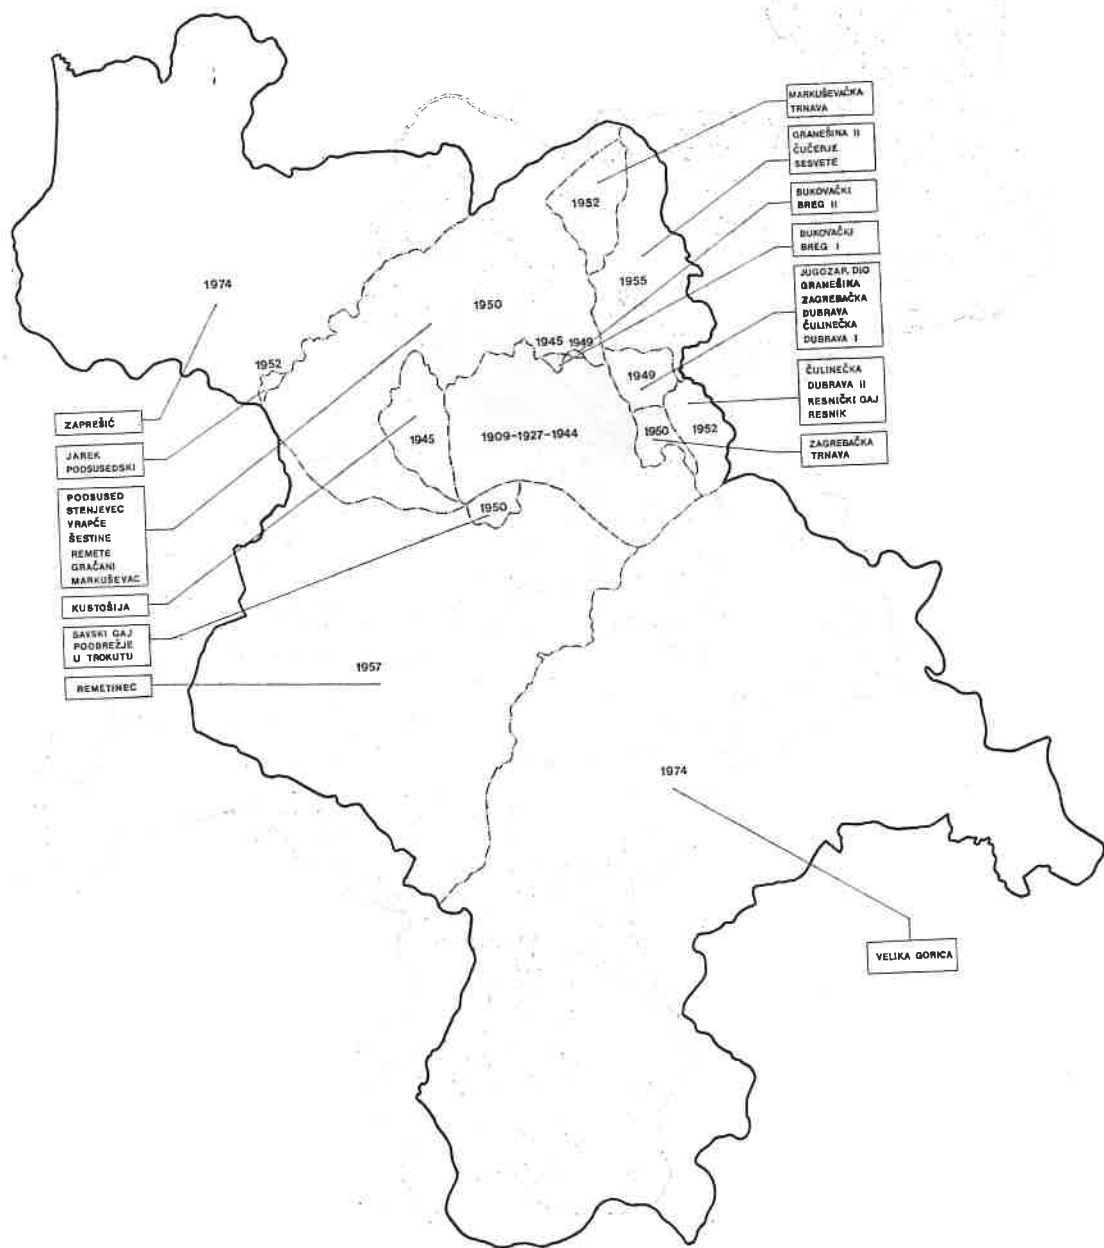 MARKUŠEVAČKA
TRNAVA
GRANEŠINA II
ČUČERJE
SESVETE
BUKOVAČKI
BREG II
BUKOVAČKI
BREG I
JUGOZAP. DIO
GRANEŠINA
ZAGREBAČKA
DUBRAVA
ČULINEČKA
DUBRAVA I
ČULINEČKA
DUBRAVA II
RESNIČKI GAJ
RESNIK
ZAGREBAČKA
TRNAVA
1952
1955
1974
1950
1945
1949
1952
1949
1945
1909-1927-1944
1950
1952
1950
ZAPREŠIĆ
JAREK
PODSUSEDSKI
PODSUSED
STENJEVEC
VRAPČE
ŠESTINE
REMETE
GRAČANI
MARKUŠEVAC
KUSTOŠIJA
SAVSKI GAJ
PODBREŽJE
U TROKUTU
REMETINEC
1957
1974
VELIKA GORICA